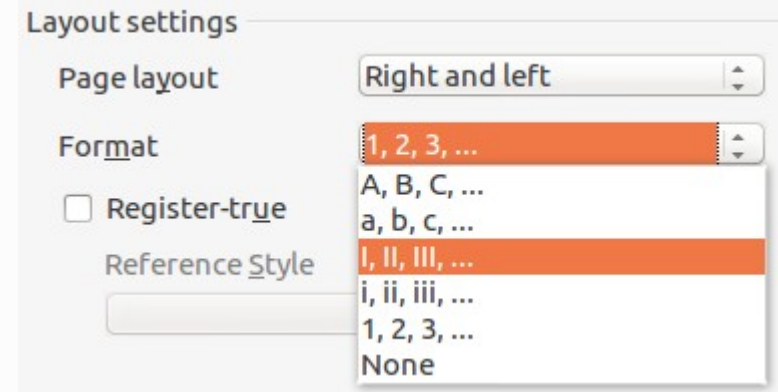 Layout settings
Page layout Right and left
Format 1, 2, 3, ...
A, B, C, ...
Register-true
a, b, c, ...
I, II, III, ...
Reference Style
i, ii, iii, ...
1, 2, 3, ...
None